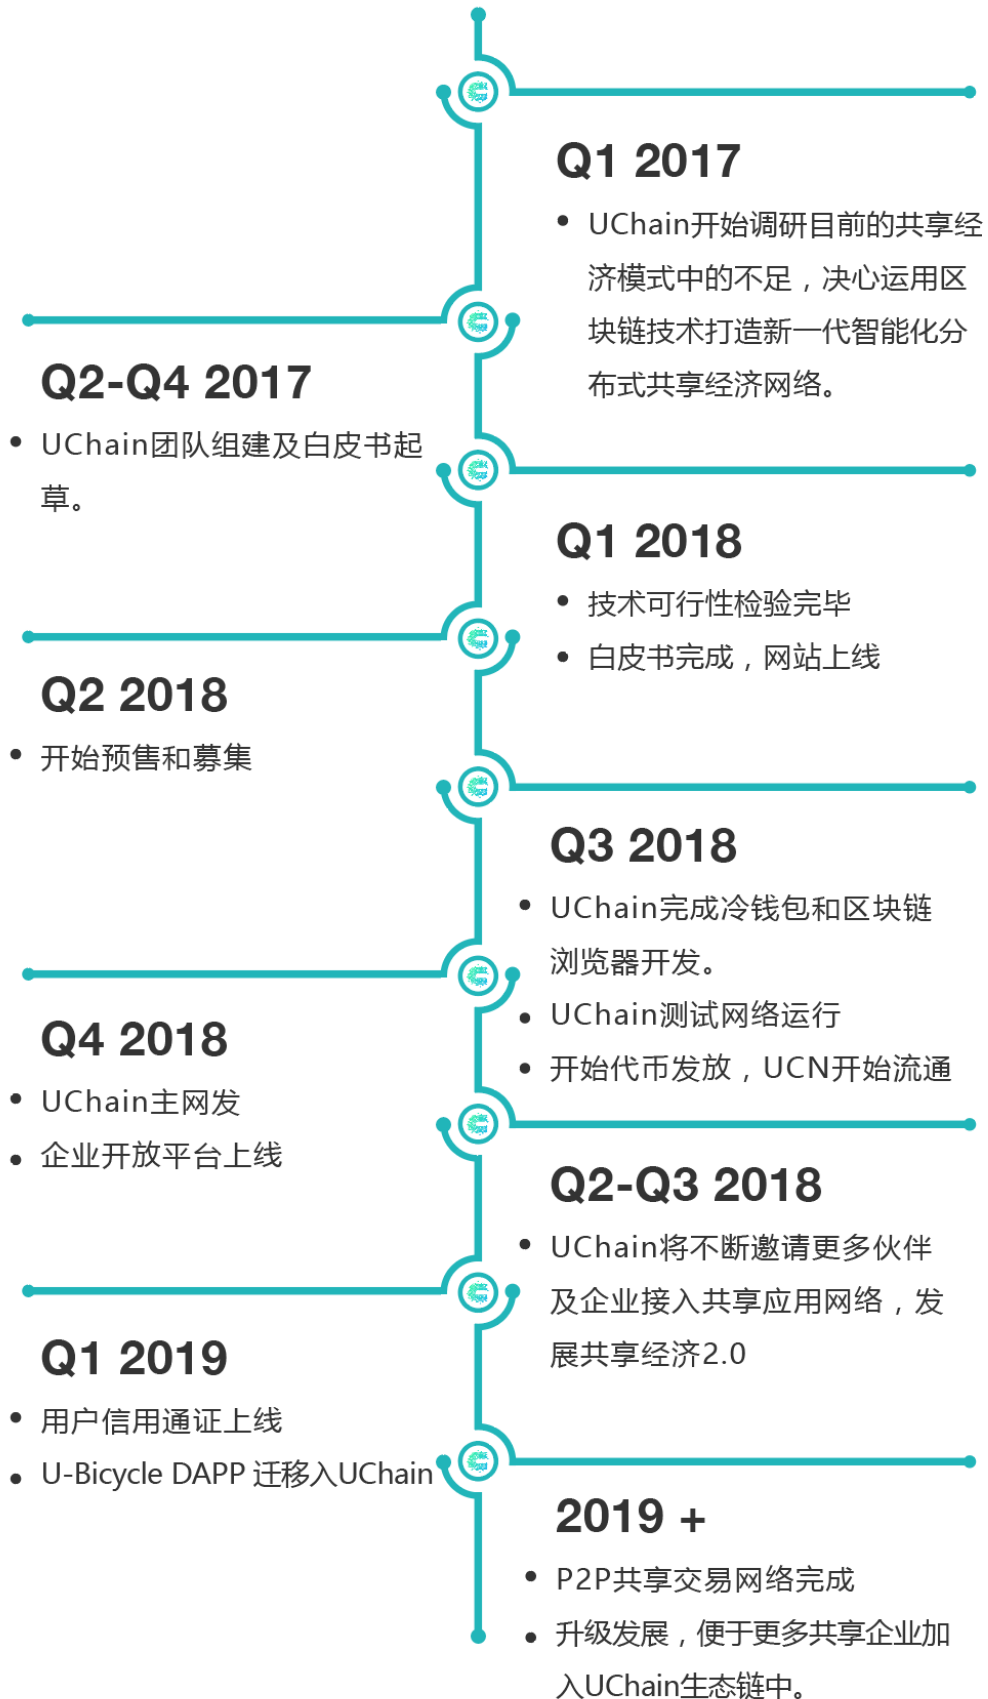 Q1 2017
• UChain开始调研目前的共享经
济模式中的不足，决心运用区
块链技术打造新一代智能化分
布式共享经济网络。
Q2-Q4 2017
• UChain团队组建及白皮书起
草。
Q1 2018
• 技术可行性检验完毕
• 白皮书完成，网站上线
Q2 2018
• 开始预售和募集
Q3 2018
• UChain完成冷钱包和区块链
浏览器开发。
• UChain测试网络运行
• 开始代币发放，UCN开始流通
Q4 2018
• UChain主网发
• 企业开放平台上线
Q2-Q3 2018
• UChain将不断邀请更多伙伴
及企业接入共享应用网络，发
展共享经济2.0
Q1 2019
• 用户信用通证上线
• U-Bicycle DAPP 迁移入UChain
2019 +
• P2P共享交易网络完成
• 升级发展，便于更多共享企业加
入UChain生态链中。